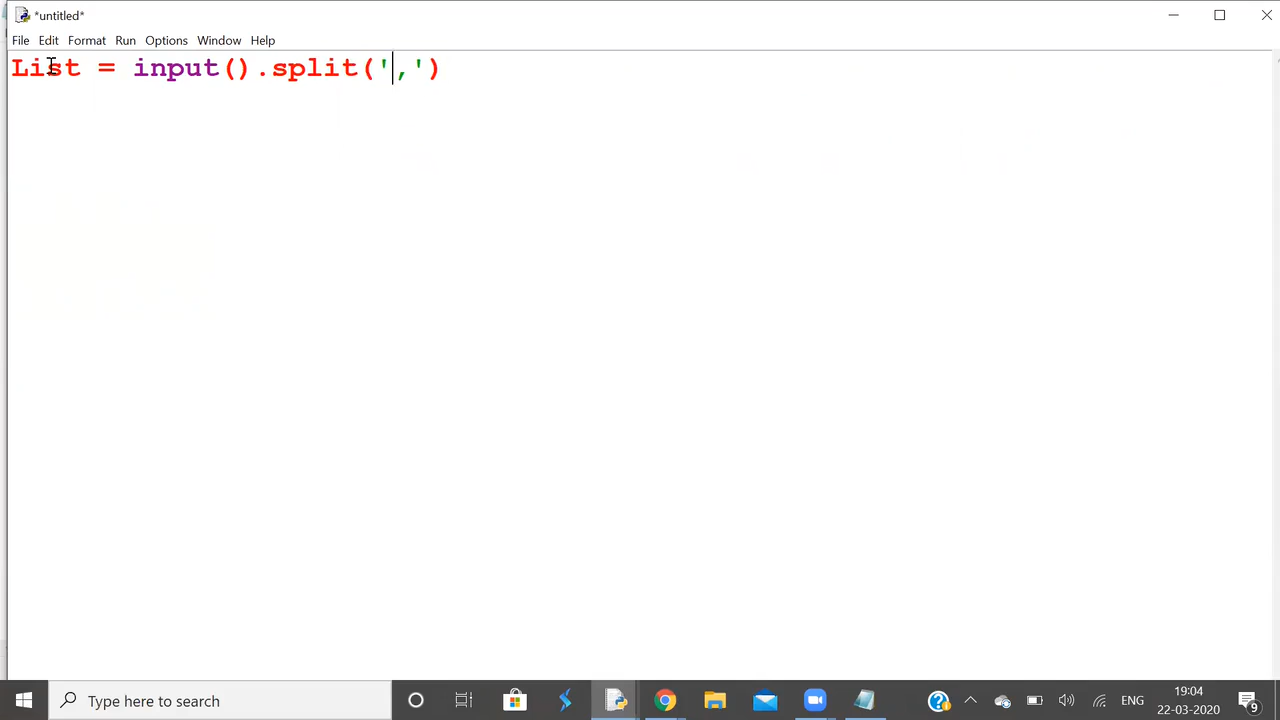 *untitled*
File Edit Format Run Options Window Help
List = input().split(',')
Type here to search
ENG
19:04
22-03-2020
9